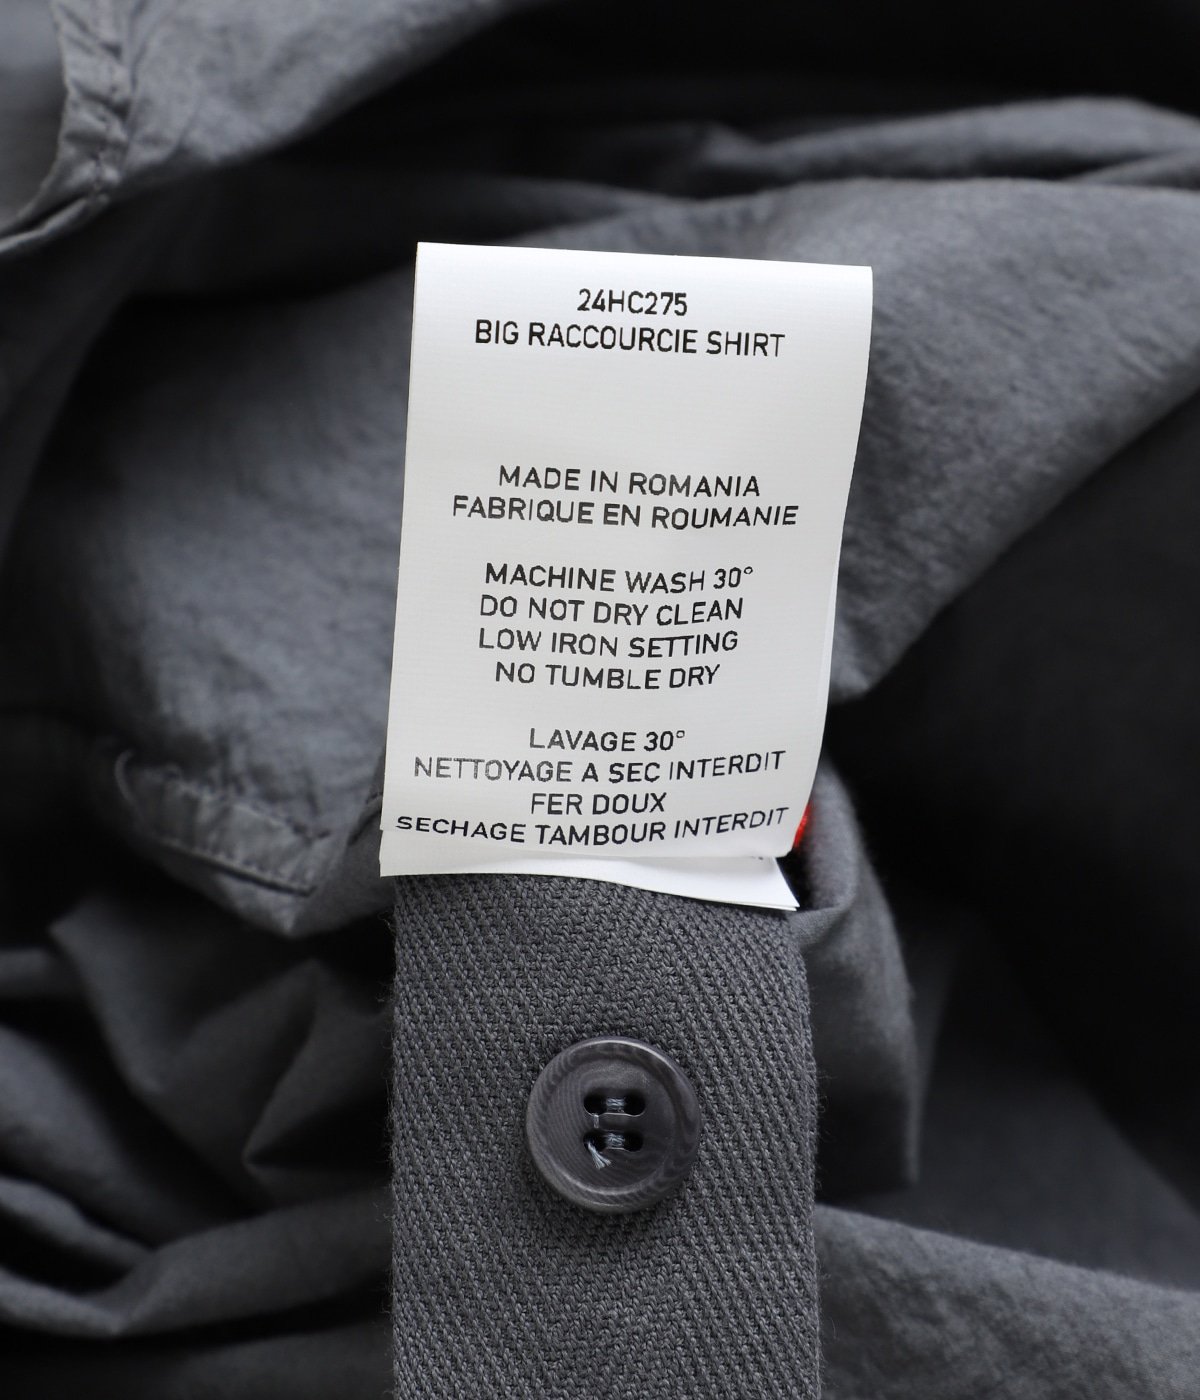 24HC275
BIG RACCOURCIE SHIRT
MADE IN ROMANIA
FABRIQUE EN ROUMANIE
MACHINE WASH 30°
DO NOT DRY CLEAN
LOW IRON SETTING
NO TUMBLE DRY
LAVAGE 30°
NETTOYAGE A SEC INTERDIT
FER DOUX
SECHAGE TAMBOUR INTERDIT